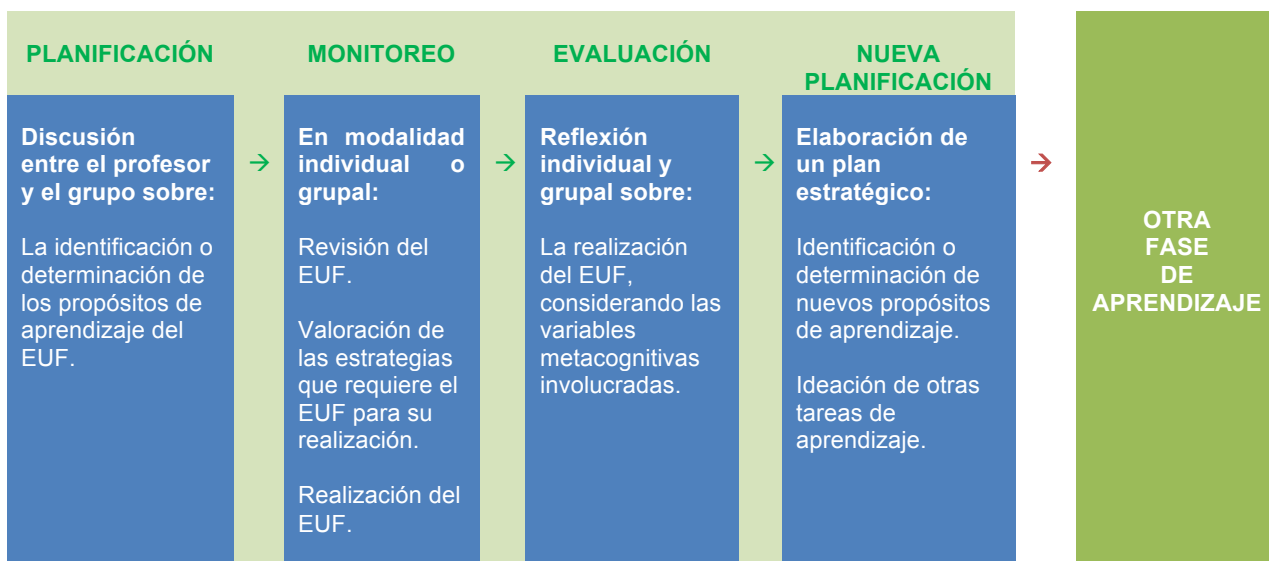 PLANIFICACIÓN
Discusión
entre el profesor
y el grupo sobre:
La identificación o
determinación de
los propósitos de
aprendizaje del
EUF.
→
MONITOREO
En modalidad
individual o
grupal:
Revisión del
EUF.
Valoración de
las estrategias
que requiere el
EUF para su
realización.
Realización del
EUF.
→
EVALUACIÓN
Reflexión
individual y
grupal sobre:
La realización
del EUF,
considerando las
variables
metacognitivas
involucradas.
→
NUEVA
PLANIFICACIÓN
Elaboración de
un plan
estratégico:
Identificación o
determinación de
nuevos propósitos
de aprendizaje.
Ideación de otras
tareas de
aprendizaje.
→
OTRA
FASE
DE
APRENDIZAJE